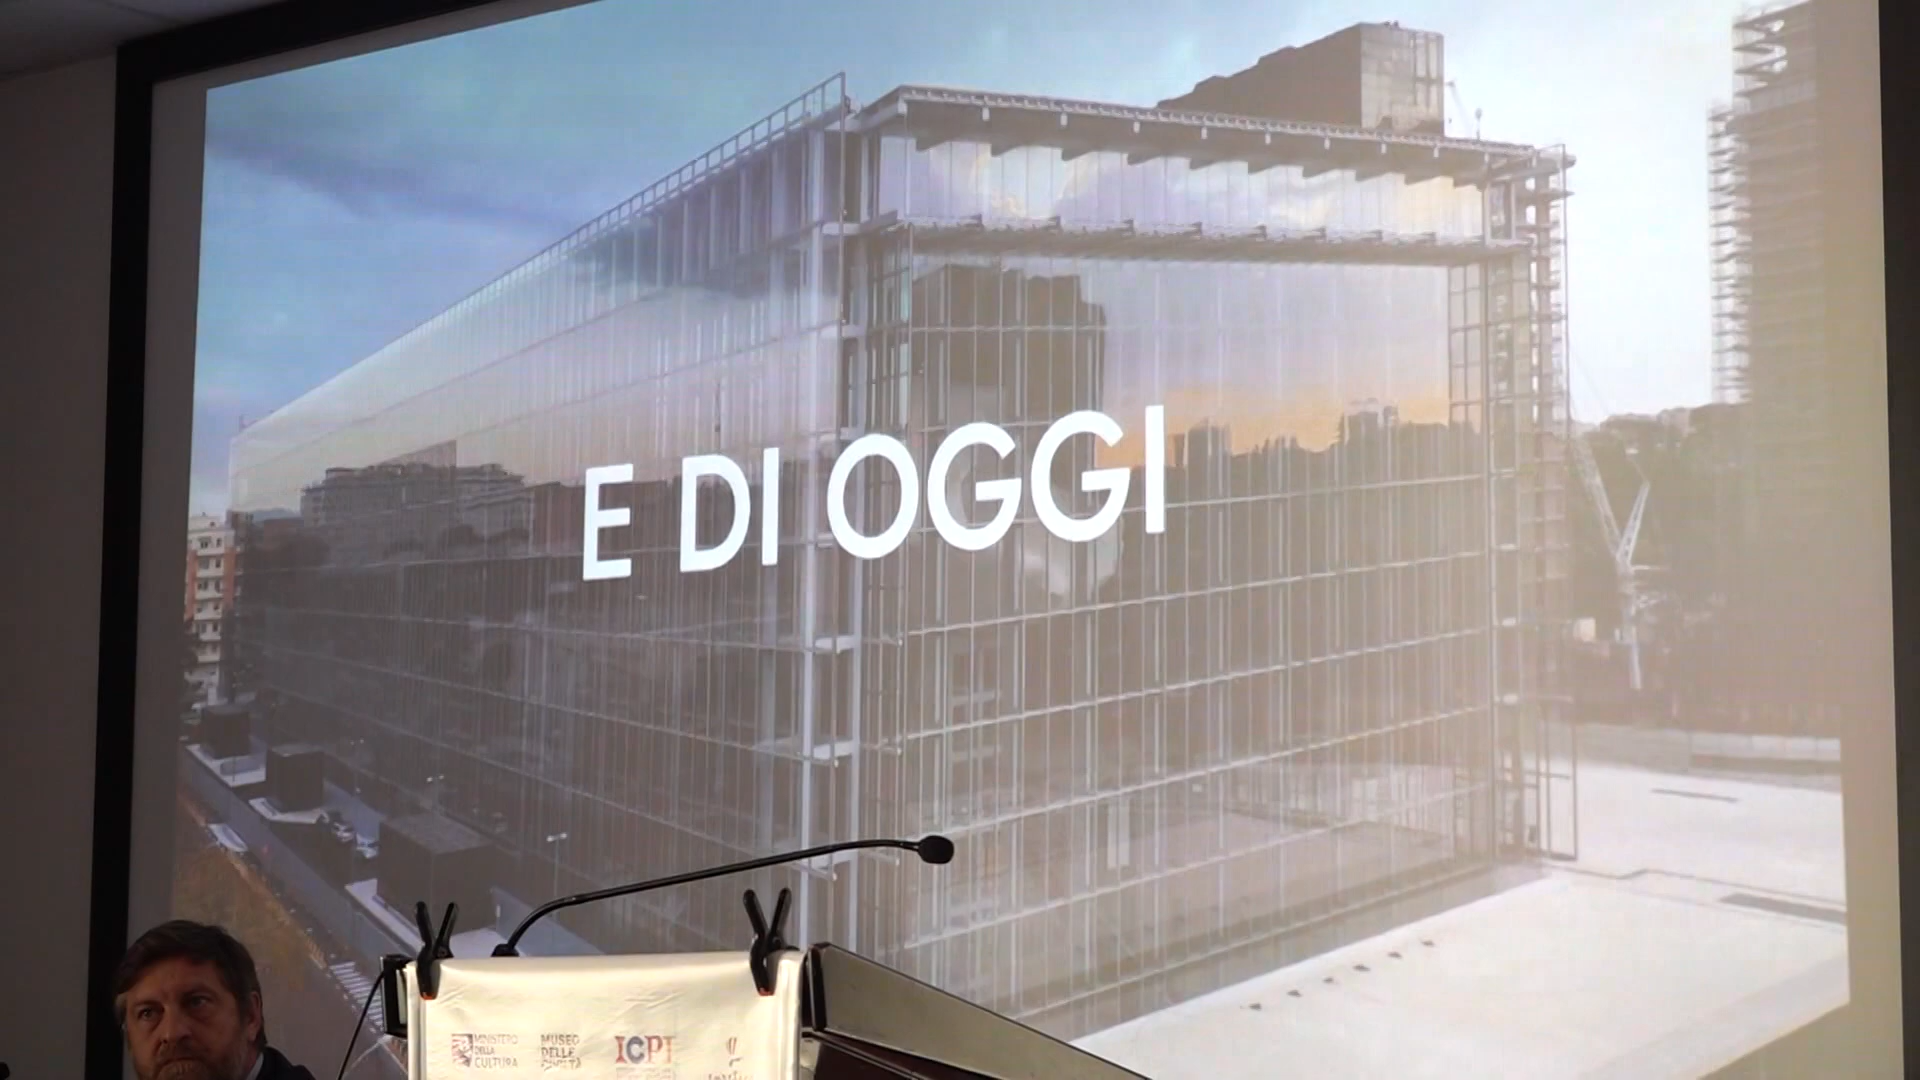 E DI OGGI
MINISTERO
DELLA
CULTURA
MUSEO
DELLE
CIVILTÀ
ICPI